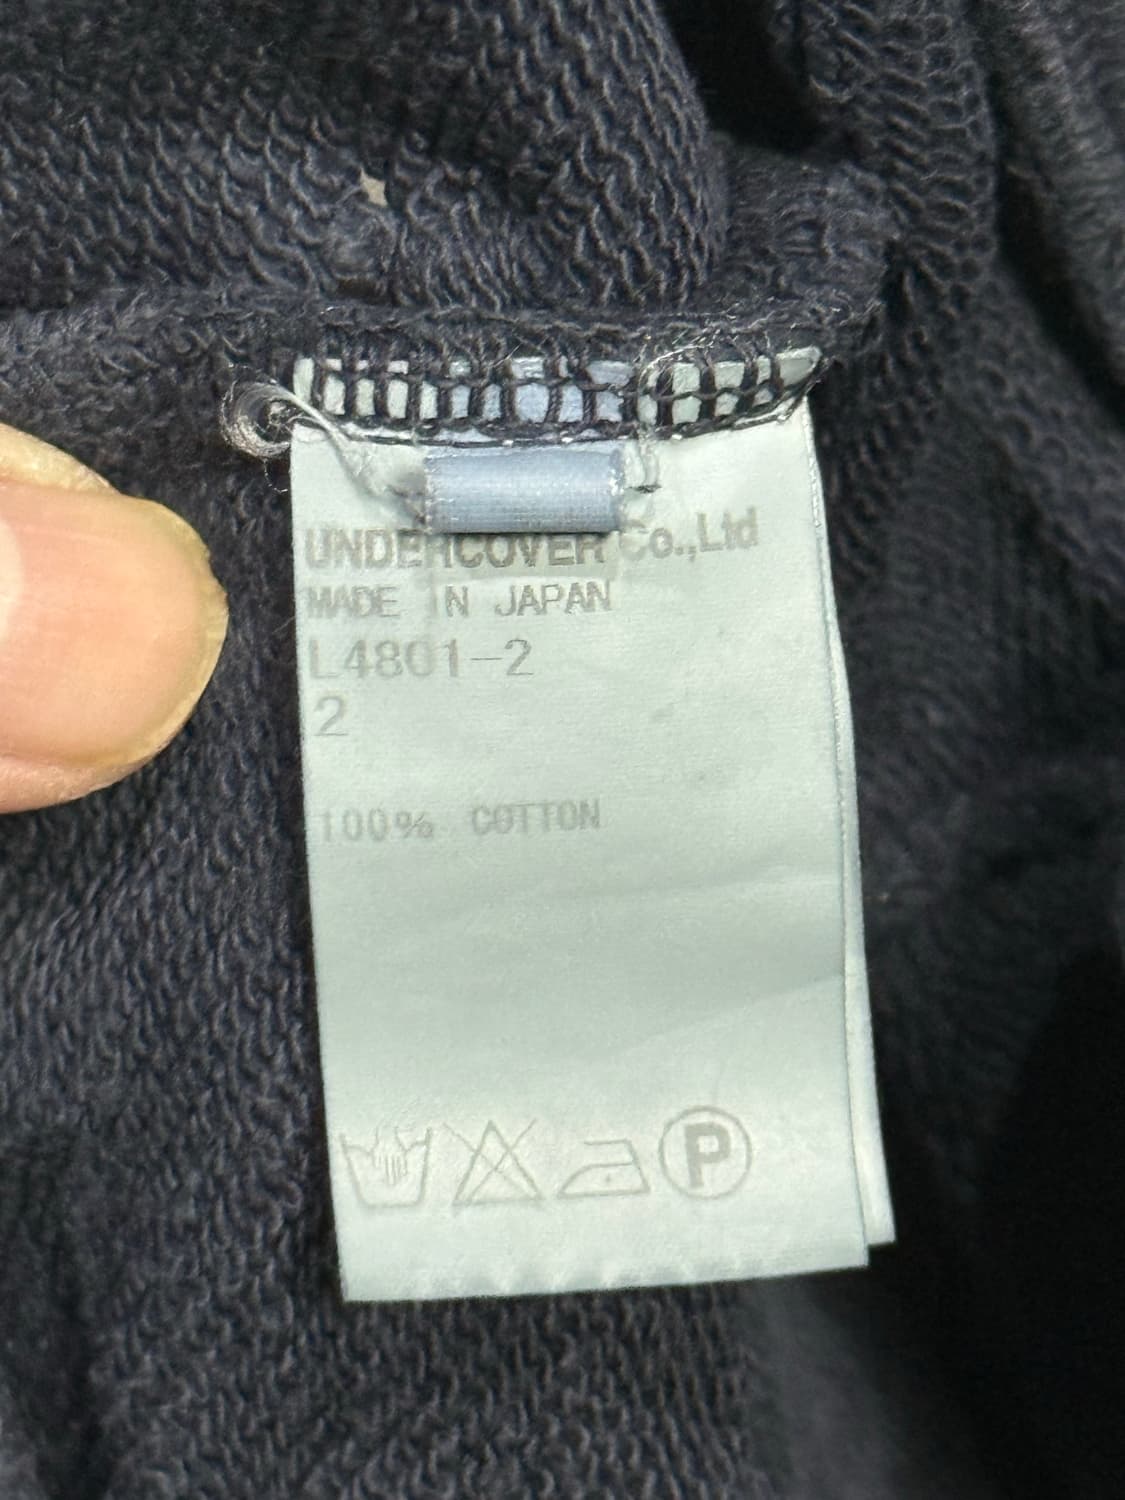 UNDERCOVER Co.,Ltd
MADE IN JAPAN
L4801-2
2
100% COTTON
P